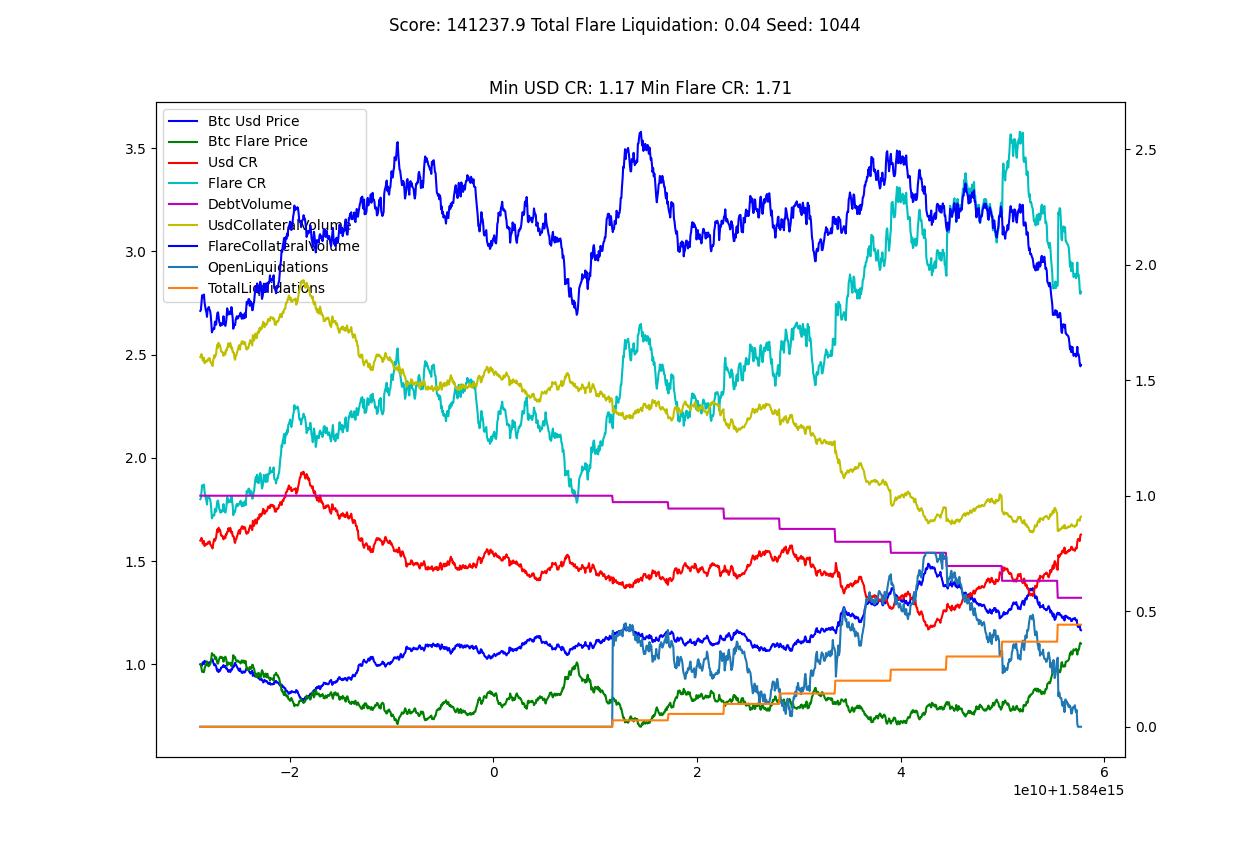 Score: 141237.9 Total Flare Liquidation: 0.04 Seed: 1044
Min USD CR: 1.17 Min Flare CR: 1.71
Btc Usd Price
Btc Flare Price
Usd CR
Flare CR
DebtVolume
UsdCollateralVolume
FlareCollateralVolume
OpenLiquidations
TotalLiquidations
3.5
3.0
2.5
2.0
1.5
1.0
2.5
2.0
1.5
1.0
0.5
0.0
−2
0
2
4
6
1e10+1.584e15